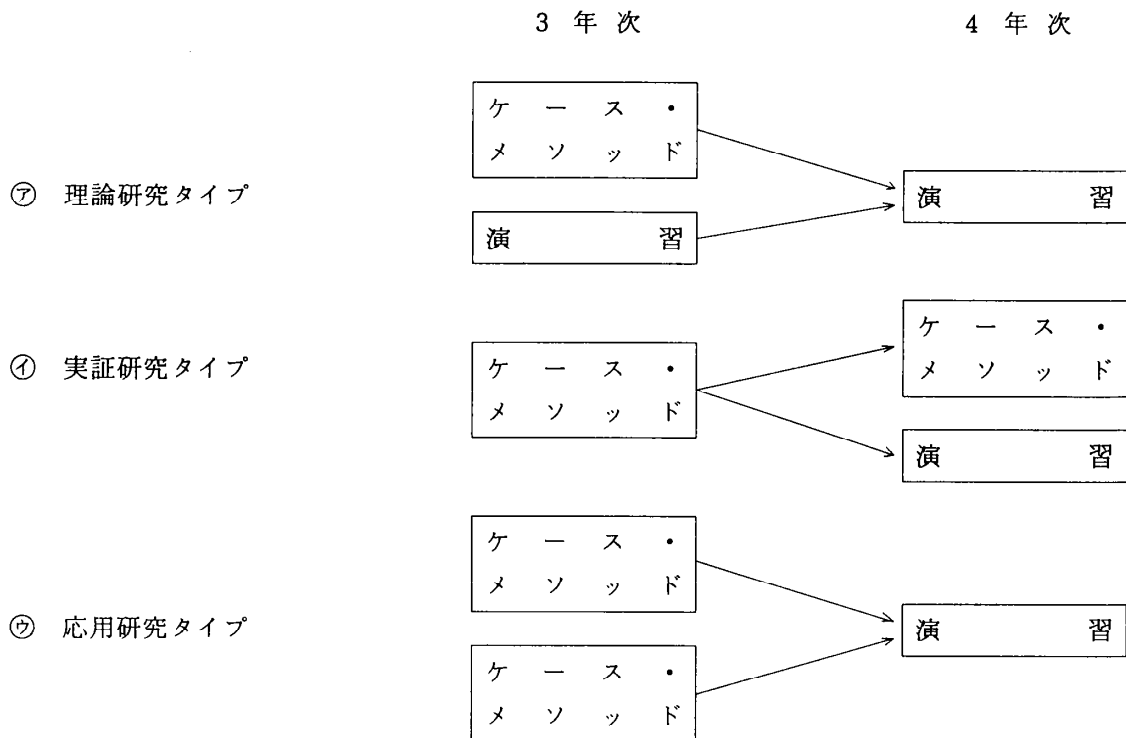 3 年 次 4 年 次
ケ ー ス ・
メ ソ ッ ド
㋐ 理論研究タイプ
演 習
演 習
ケ ー ス ・
メ ソ ッ ド
㋑ 実証研究タイプ
ケ ー ス ・
メ ソ ッ ド
演 習
ケ ー ス ・
メ ソ ッ ド
㋒ 応用研究タイプ
演 習
ケ ー ス ・
メ ソ ッ ド